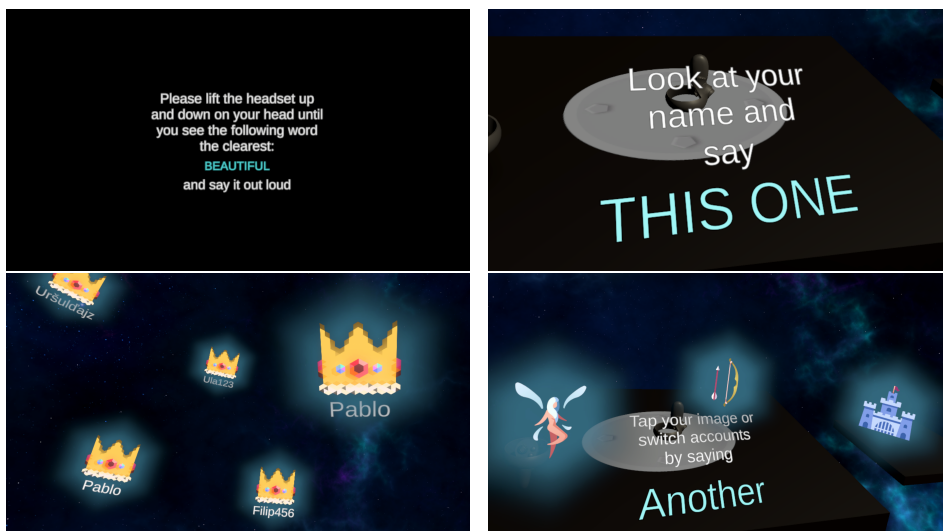 Please lift the headset up
and down on your head until
you see the following word
the clearest:
BEAUTIFUL
and say it out loud
Look at your
name and
say
THIS ONE
Uršulďajz
Ula123
Pablo
Pablo
Filip456
Tap your image or
switch accounts
by saying
Another